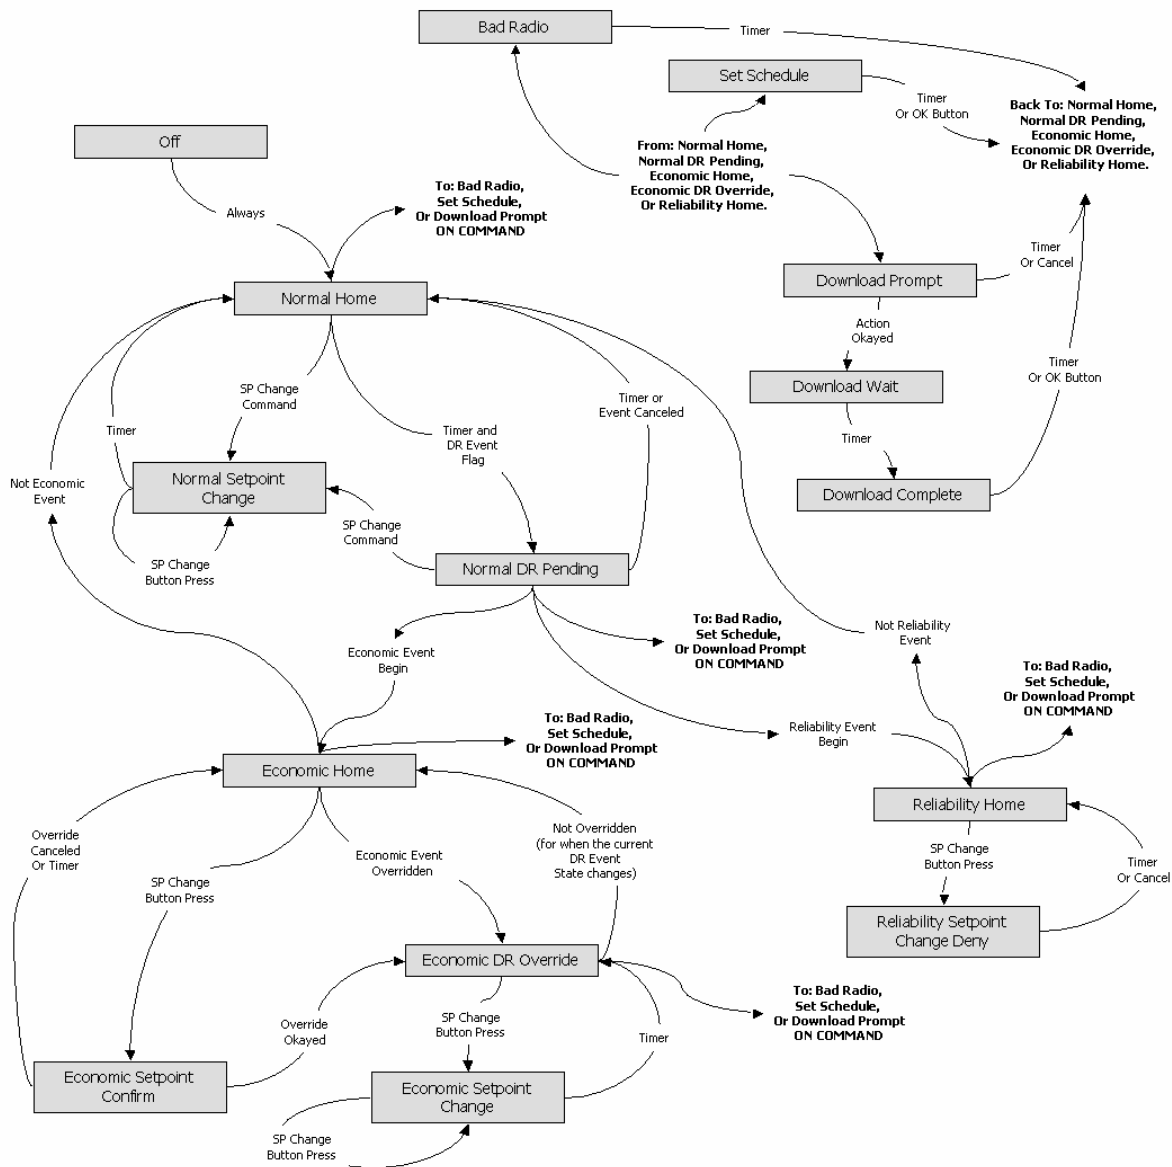 Bad Radio
Timer
Set Schedule
Timer
Or OK Button
Back To: Normal Home,
Normal DR Pending,
Economic Home,
Economic DR Override,
Or Reliability Home.
Off
From: Normal Home,
Normal DR Pending,
Economic Home,
Economic DR Override,
Or Reliability Home.
To: Bad Radio,
Set Schedule,
Or Download Prompt
ON COMMAND
Always
Timer
Or Cancel
Download Prompt
Normal Home
Action
Okayed
Timer
Or OK Button
Download Wait
SP Change
Command
Timer or
Event Canceled
Timer
Timer and
DR Event
Flag
Timer
Not Economic
Event
Normal Setpoint
Change
Download Complete
SP Change
Command
SP Change
Button Press
Normal DR Pending
To: Bad Radio,
Set Schedule,
Or Download Prompt
ON COMMAND
Not Reliability
Event
Economic Event
Begin
To: Bad Radio,
Set Schedule,
Or Download Prompt
ON COMMAND
To: Bad Radio,
Set Schedule,
Or Download Prompt
ON COMMAND
Reliability Event
Begin
Economic Home
Reliability Home
Override
Canceled
Or Timer
Not Overridden
(for when the current
DR Event
State changes)
Economic Event
Overridden
SP Change
Button Press
SP Change
Button Press
Timer
Or Cancel
Reliability Setpoint
Change Deny
Economic DR Override
To: Bad Radio,
Set Schedule,
Or Download Prompt
ON COMMAND
SP Change
Button Press
Override
Okayed
Timer
Economic Setpoint
Confirm
Economic Setpoint
Change
SP Change
Button Press